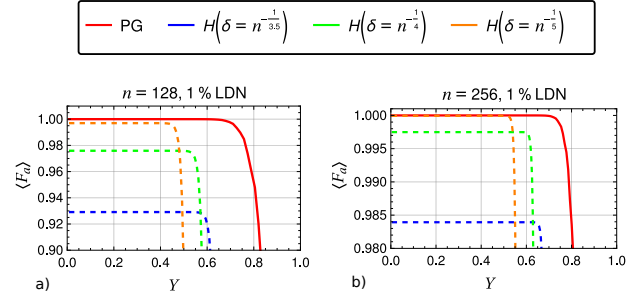 PG H(δ = n^{-1/3.5}) H(δ = n^{-1/4}) H(δ = n^{-1/5})
n = 128, 1 % LDN
1.00
0.98
0.96
0.94
0.92
0.90
⟨Fa⟩
0.0 0.2 0.4 0.6 0.8 1.0
a) Y
n = 256, 1 % LDN
1.000
0.995
0.990
0.985
0.980
⟨Fa⟩
0.0 0.2 0.4 0.6 0.8 1.0
b) Y